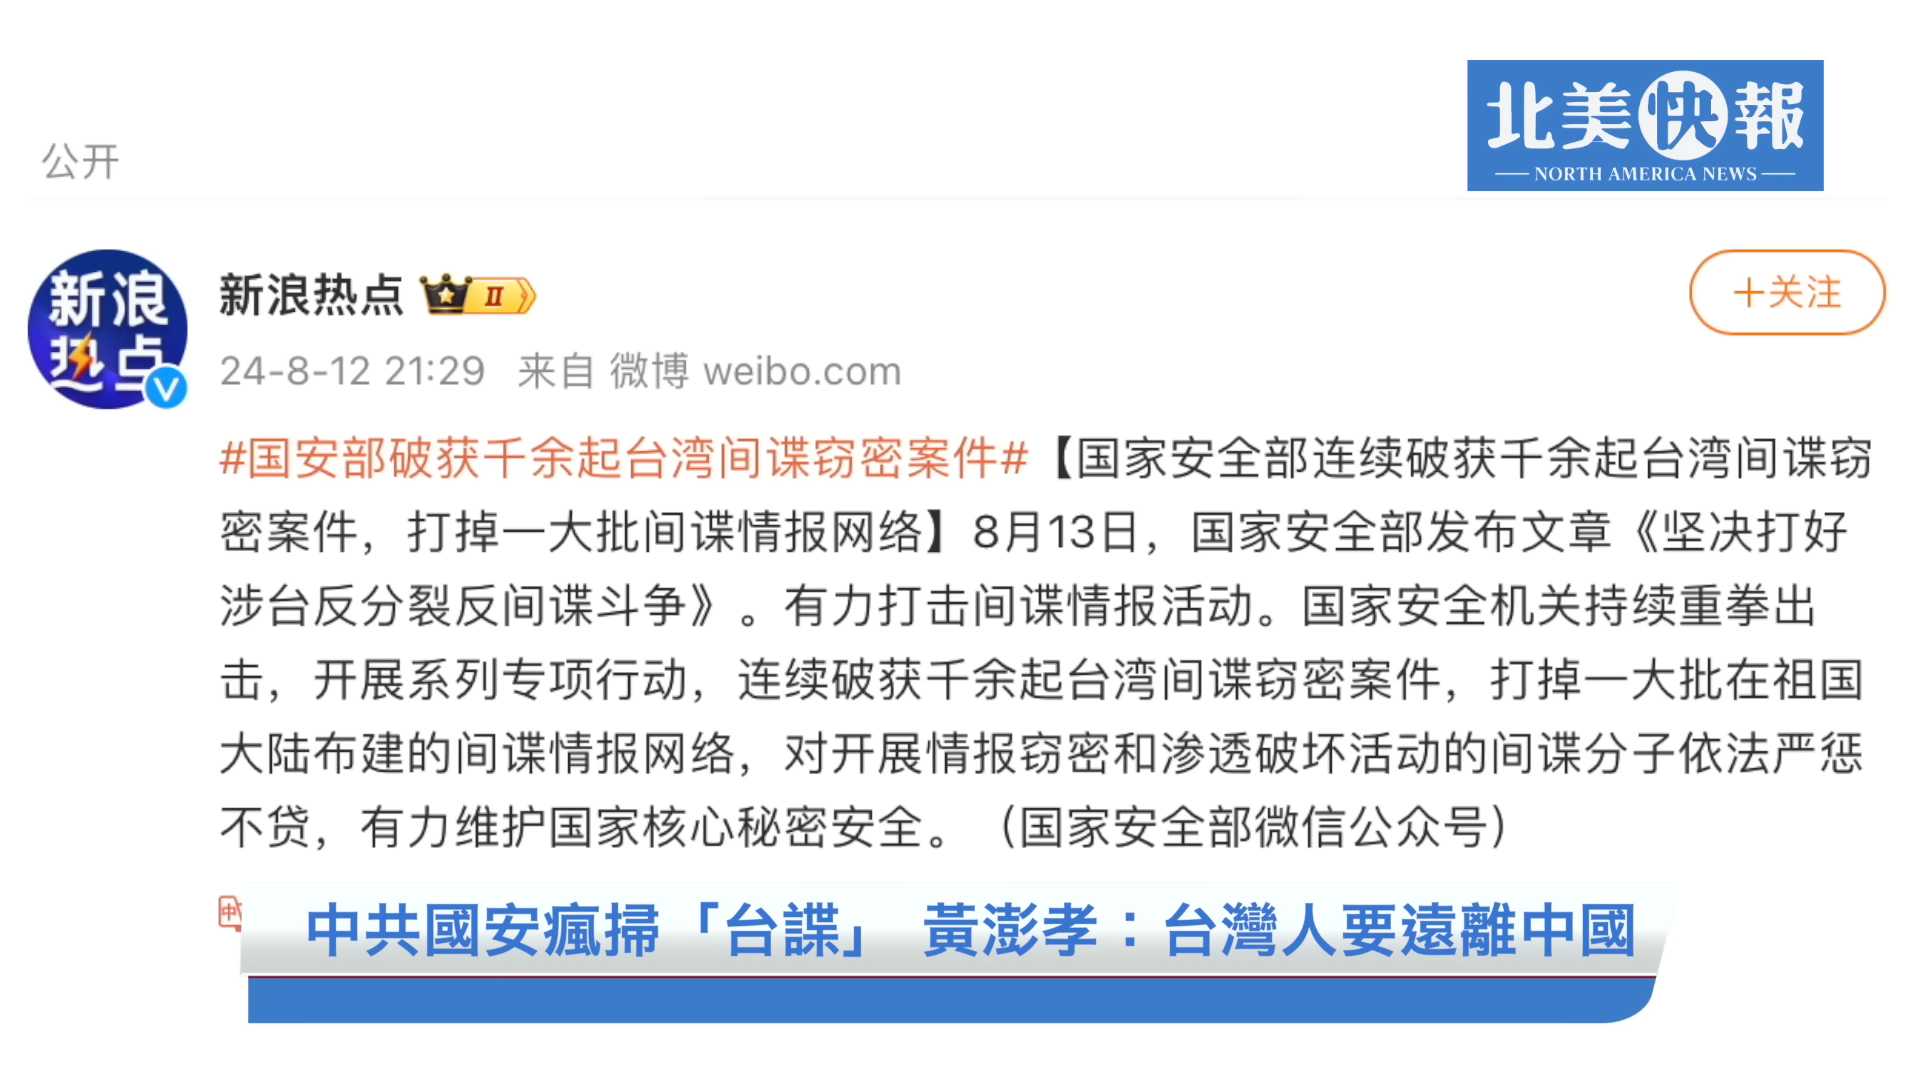 北美快報
NORTH AMERICA NEWS
公开
新浪热点
新浪热点 II
+关注
24-8-12 21:29 来自 微博 weibo.com
#国安部破获千余起台湾间谍窃密案件#【国家安全部连续破获千余起台湾间谍窃
密案件，打掉一大批间谍情报网络】8月13日，国家安全部发布文章《坚决打好
涉台反分裂反间谍斗争》。有力打击间谍情报活动。国家安全机关持续重拳出
击，开展系列专项行动，连续破获千余起台湾间谍窃密案件，打掉一大批在祖国
大陆布建的间谍情报网络，对开展情报窃密和渗透破坏活动的间谍分子依法严惩
不贷，有力维护国家核心秘密安全。（国家安全部微信公众号）
中共國安瘋掃「台諜」 黃澎孝：台灣人要遠離中國